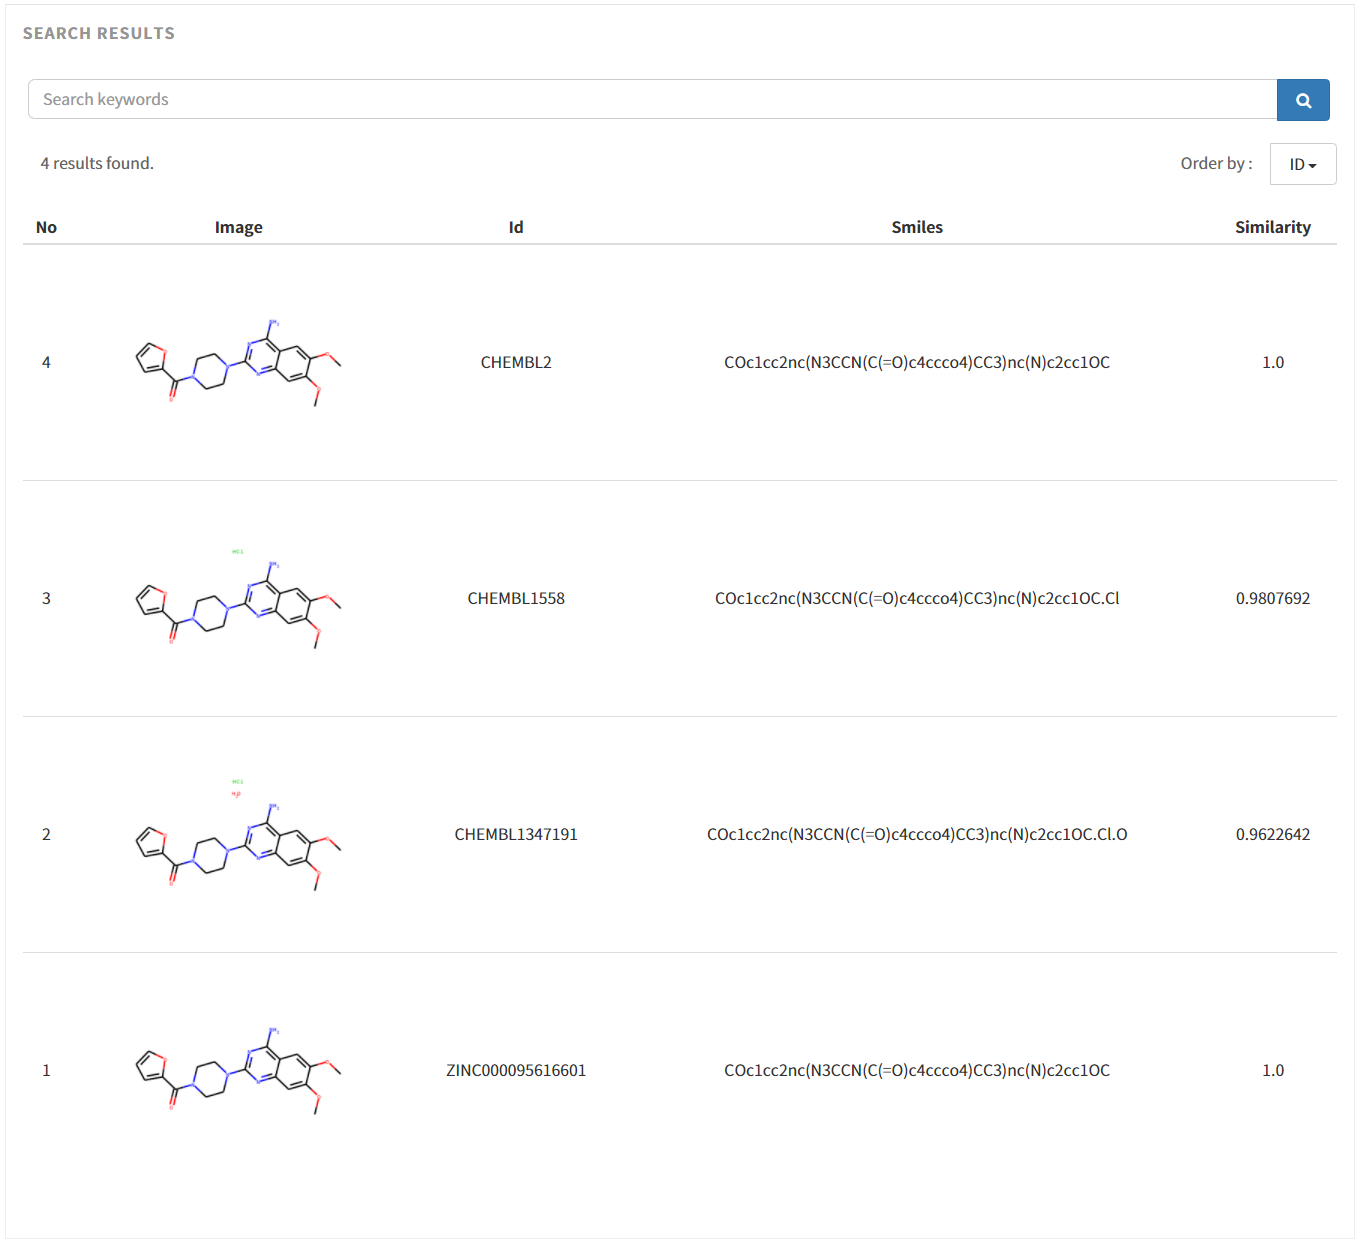 SEARCH RESULTS
Search keywords
4 results found.
Order by :
ID
No Image Id Smiles Similarity
4 CHEMBL2 COc1cc2nc(N3CCN(C(=O)c4ccco4)CC3)nc(N)c2cc1OC 1.0
HCl
3 CHEMBL1558 COc1cc2nc(N3CCN(C(=O)c4ccco4)CC3)nc(N)c2cc1OC.Cl 0.9807692
HCl
H₂O
2 CHEMBL1347191 COc1cc2nc(N3CCN(C(=O)c4ccco4)CC3)nc(N)c2cc1OC.Cl.O 0.9622642
1 ZINC000095616601 COc1cc2nc(N3CCN(C(=O)c4ccco4)CC3)nc(N)c2cc1OC 1.0